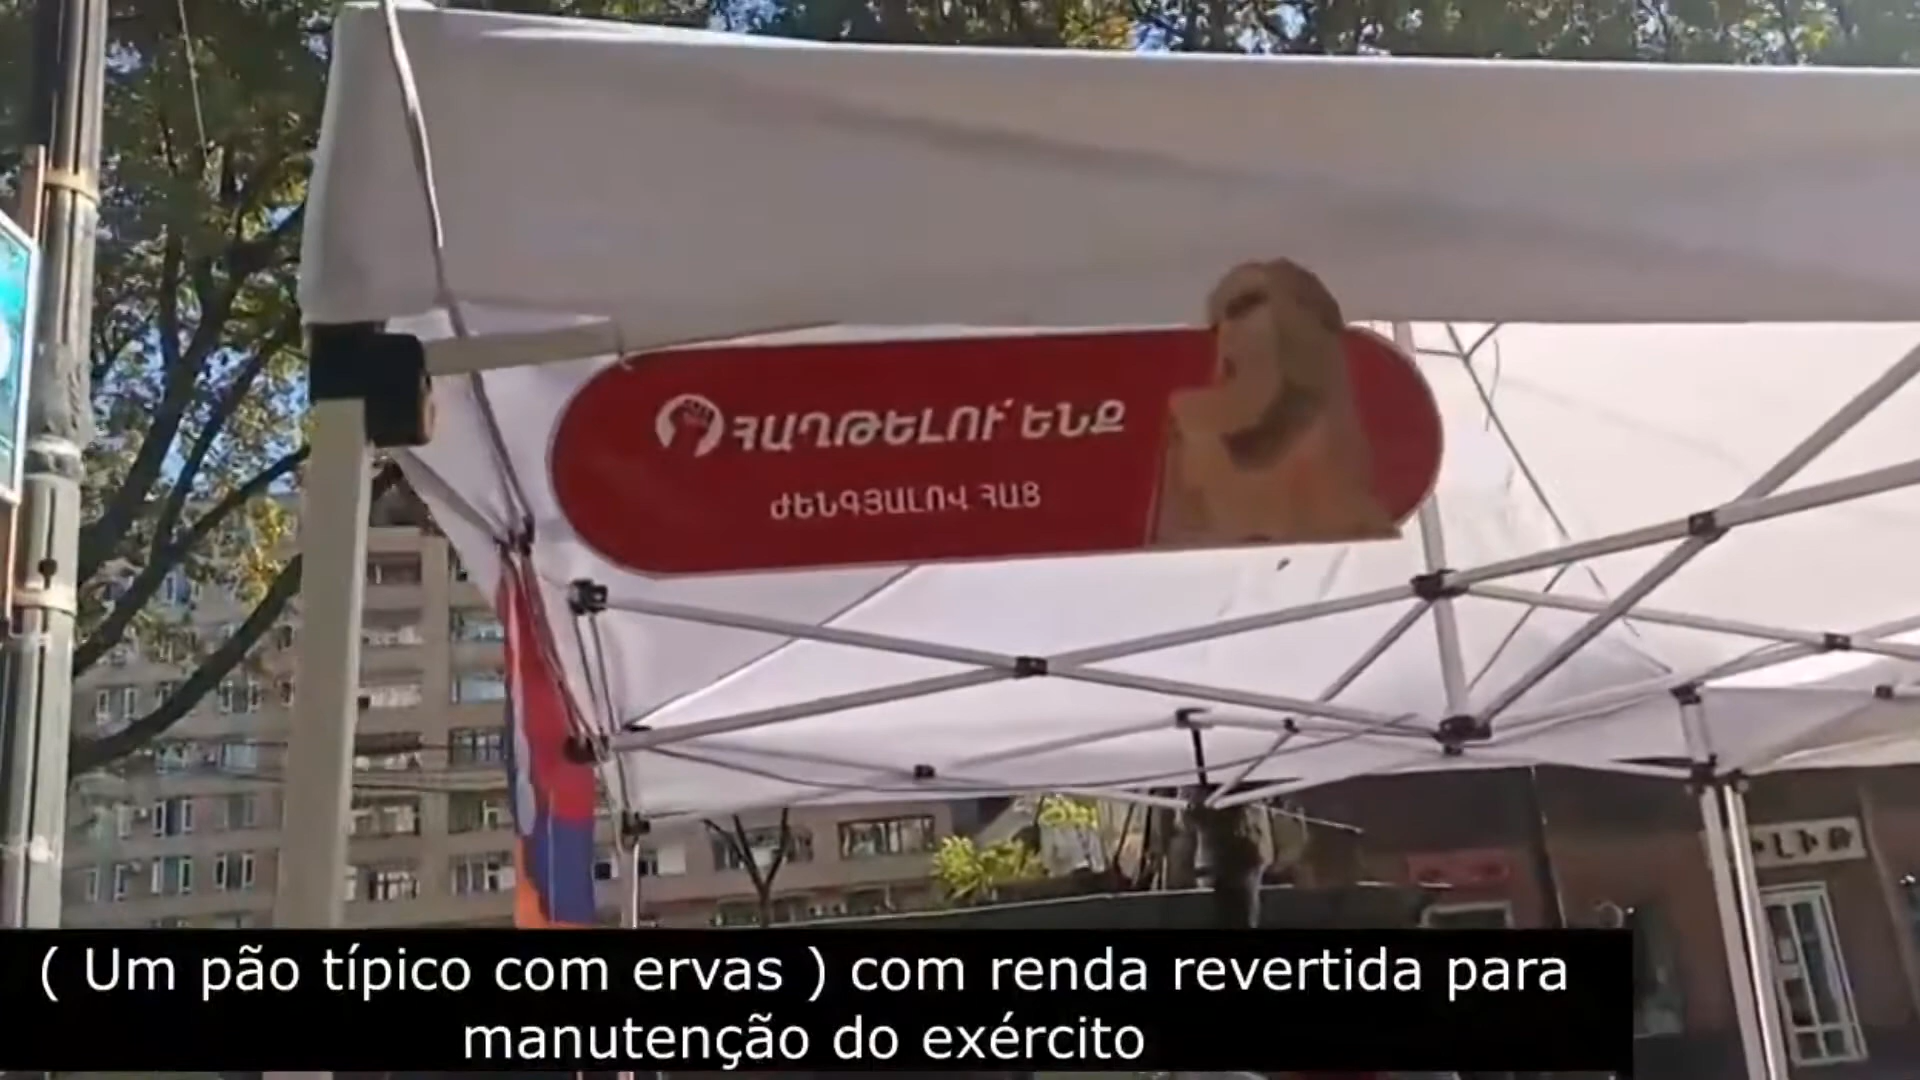 ՀԱՂԹԵԼՈՒ՛ ԵՆՔ
ԺԵՆԳՅԱԼՈՎ ՀԱՑ
( Um pão típico com ervas ) com renda revertida para
manutenção do exército